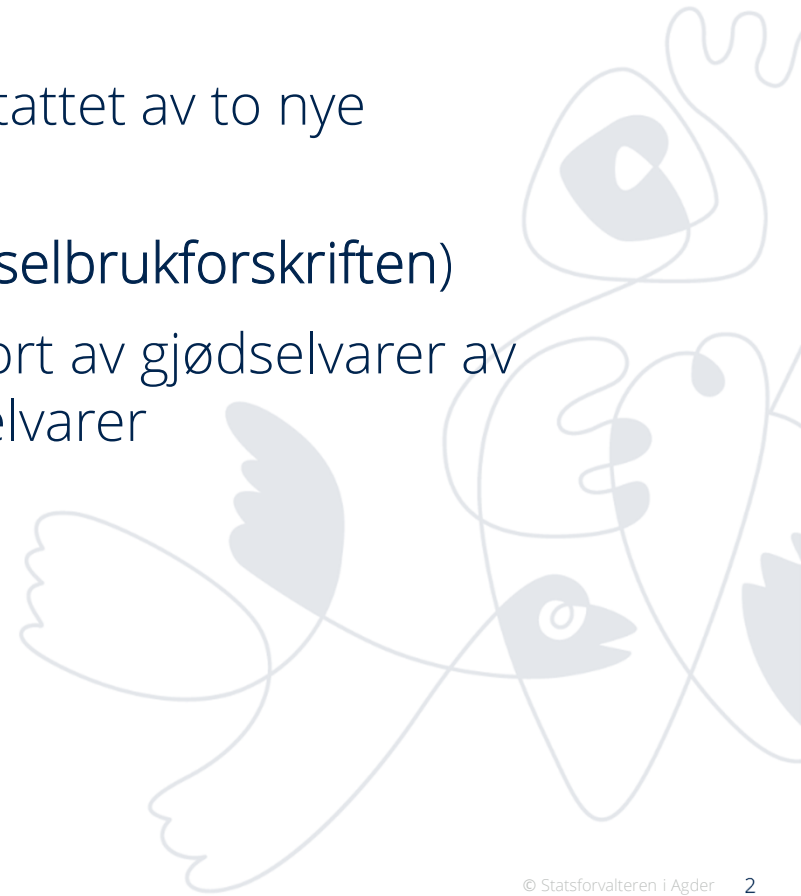 tattet av to nye
selbrukforskriften)
ort av gjødselvarer av
elvarer
© Statsforvalteren i Agder 2